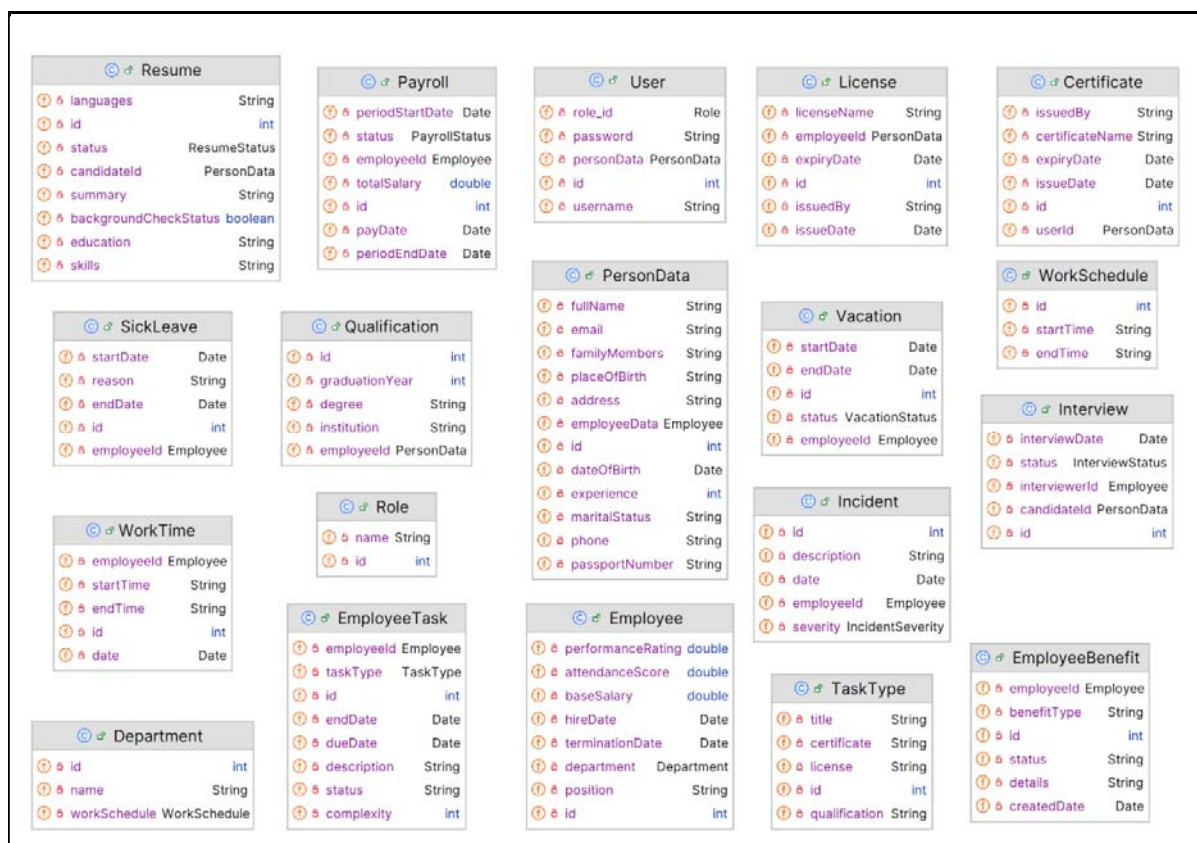 Resume
languages String
id int
status ResumeStatus
candidateId PersonData
summary String
backgroundCheckStatus boolean
education String
skills String
Payroll
periodStartDate Date
status PayrollStatus
employeeId Employee
totalSalary double
id int
payDate Date
periodEndDate Date
User
role_id Role
password String
personData PersonData
id int
username String
License
licenseName String
employeeId PersonData
expiryDate Date
id int
issuedBy String
issueDate Date
Certificate
issuedBy String
certificateName String
expiryDate Date
issueDate Date
id int
userId PersonData
SickLeave
startDate Date
reason String
endDate Date
id int
employeeId Employee
Qualification
id int
graduationYear int
degree String
institution String
employeeId PersonData
PersonData
fullName String
email String
familyMembers String
placeOfBirth String
address String
employeeData Employee
id int
dateOfBirth Date
experience int
maritalStatus String
phone String
passportNumber String
Vacation
startDate Date
endDate Date
id int
status VacationStatus
employeeId Employee
WorkSchedule
id int
startTime String
endTime String
Interview
interviewDate Date
status InterviewStatus
interviewerId Employee
candidateId PersonData
id int
WorkTime
employeeId Employee
startTime String
endTime String
id int
date Date
Role
name String
id int
Incident
id int
description String
date Date
employeeId Employee
severity IncidentSeverity
EmployeeTask
employeeId Employee
taskType TaskType
id int
endDate Date
dueDate Date
description String
status String
complexity int
Employee
performanceRating double
attendanceScore double
baseSalary double
hireDate Date
terminationDate Date
department Department
position String
id int
TaskType
title String
certificate String
license String
id int
qualification String
EmployeeBenefit
employeeId Employee
benefitType String
id int
status String
details String
createdDate Date
Department
id int
name String
workSchedule WorkSchedule